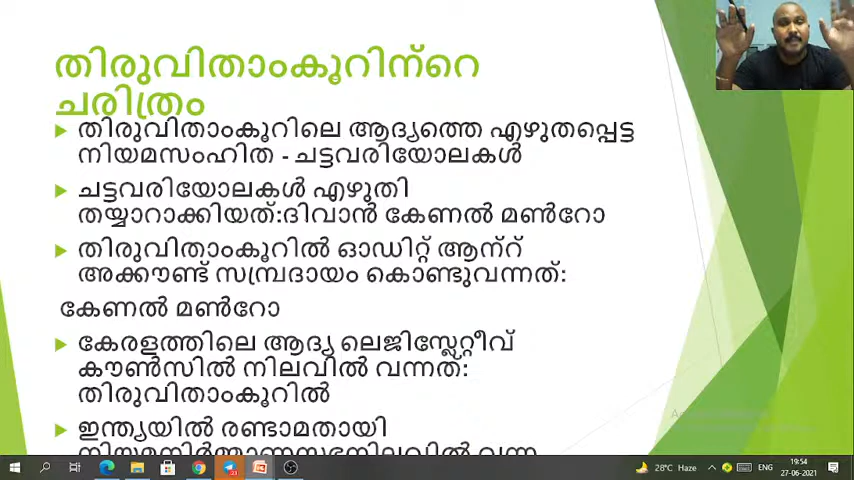 തിരുവിതാംകൂറിന്റെ
ചരിത്രം
തിരുവിതാംകൂറിലെ ആദ്യത്തെ എഴുതപ്പെട്ട
നിയമസംഹിത - ചട്ടവരിയോലകൾ
ചട്ടവരിയോലകൾ എഴുതി
തയ്യാറാക്കിയത്:ദിവാൻ കേണൽ മൺറോ
തിരുവിതാംകൂറിൽ ഓഡിറ്റ് ആന്റ്
അക്കൗണ്ട് സമ്പ്രദായം കൊണ്ടുവന്നത്:
കേണൽ മൺറോ
കേരളത്തിലെ ആദ്യ ലെജിസ്ലേറ്റീവ്
കൗൺസിൽ നിലവിൽ വന്നത്:
തിരുവിതാംകൂറിൽ
ഇന്ത്യയിൽ രണ്ടാമതായി
28°C Haze
ENG
19:54
27-06-2021